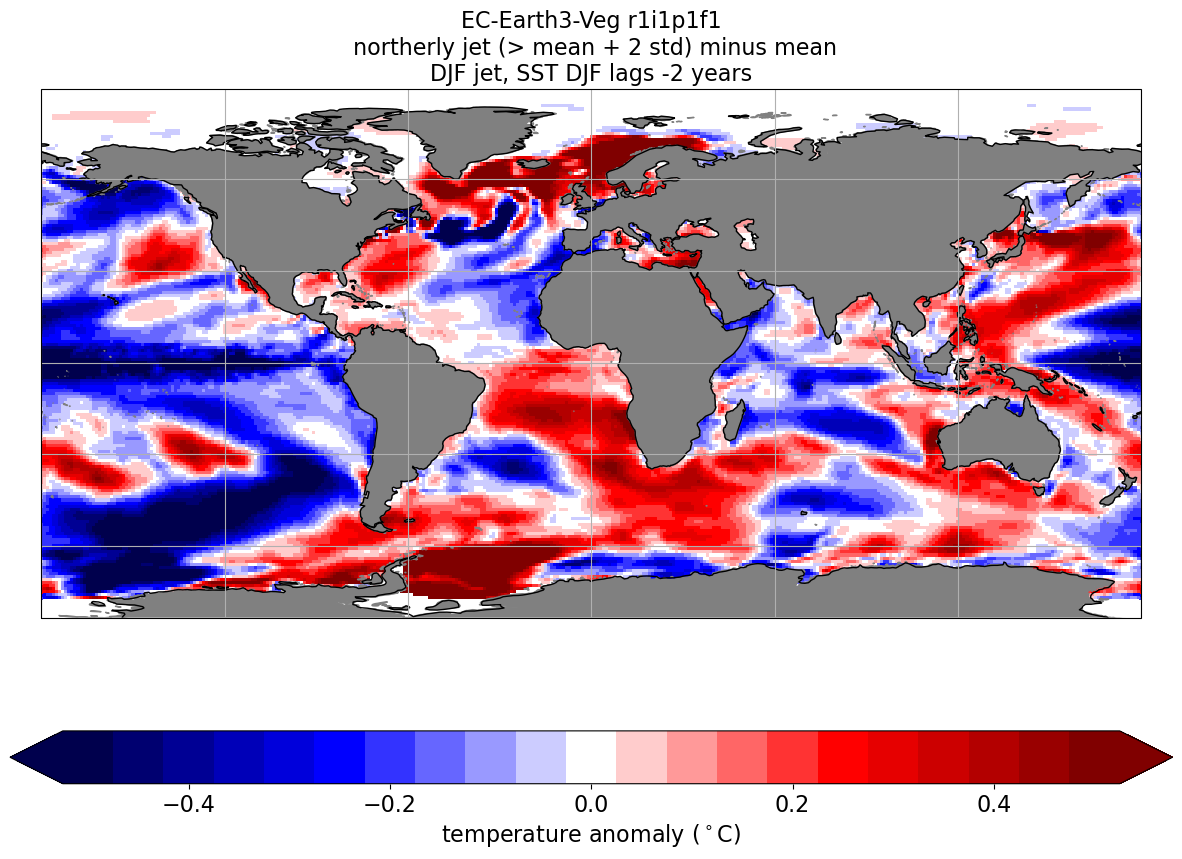 EC-Earth3-Veg r1i1p1f1
northerly jet (> mean + 2 std) minus mean
DJF jet, SST DJF lags -2 years
−0.4 −0.2 0.0 0.2 0.4
temperature anomaly (∘C)